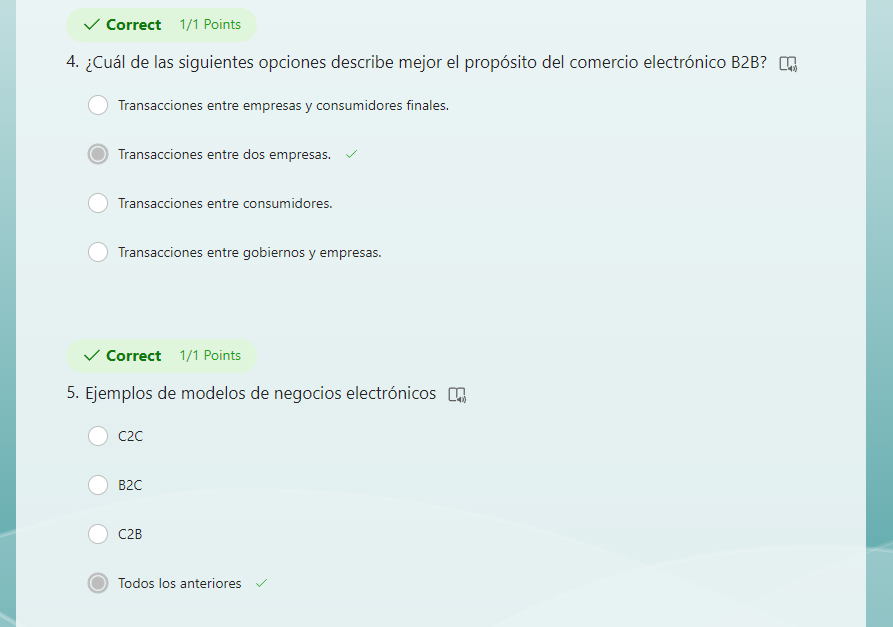 Correct 1/1 Points
4. ¿Cuál de las siguientes opciones describe mejor el propósito del comercio electrónico B2B?
Transacciones entre empresas y consumidores finales.
Transacciones entre dos empresas.
Transacciones entre consumidores.
Transacciones entre gobiernos y empresas.
Correct 1/1 Points
5. Ejemplos de modelos de negocios electrónicos
C2C
B2C
C2B
Todos los anteriores